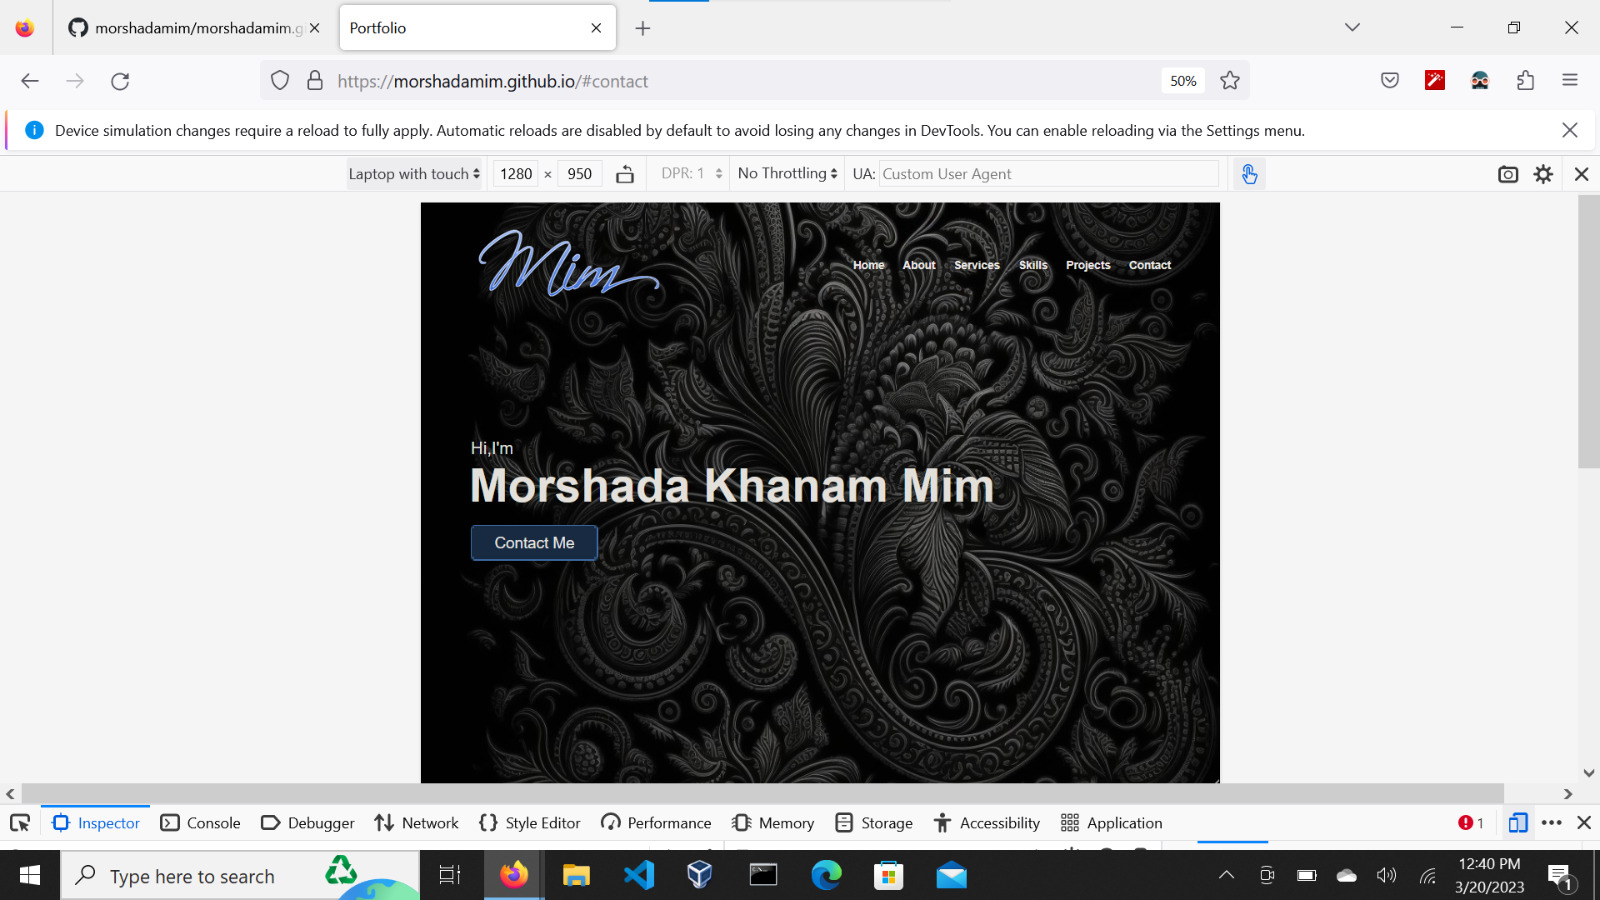 morshadamim/morshadamim.gi
Portfolio
https://morshadamim.github.io/#contact
50%
Device simulation changes require a reload to fully apply. Automatic reloads are disabled by default to avoid losing any changes in DevTools. You can enable reloading via the Settings menu.
Laptop with touch 1280 × 950 DPR: 1 No Throttling UA: Custom User Agent
Mim
Home About Services Skills Projects Contact
Hi,I'm
Morshada Khanam Mim
Contact Me
Inspector Console Debugger Network Style Editor Performance Memory Storage Accessibility Application 1
Type here to search
12:40 PM
3/20/2023
1